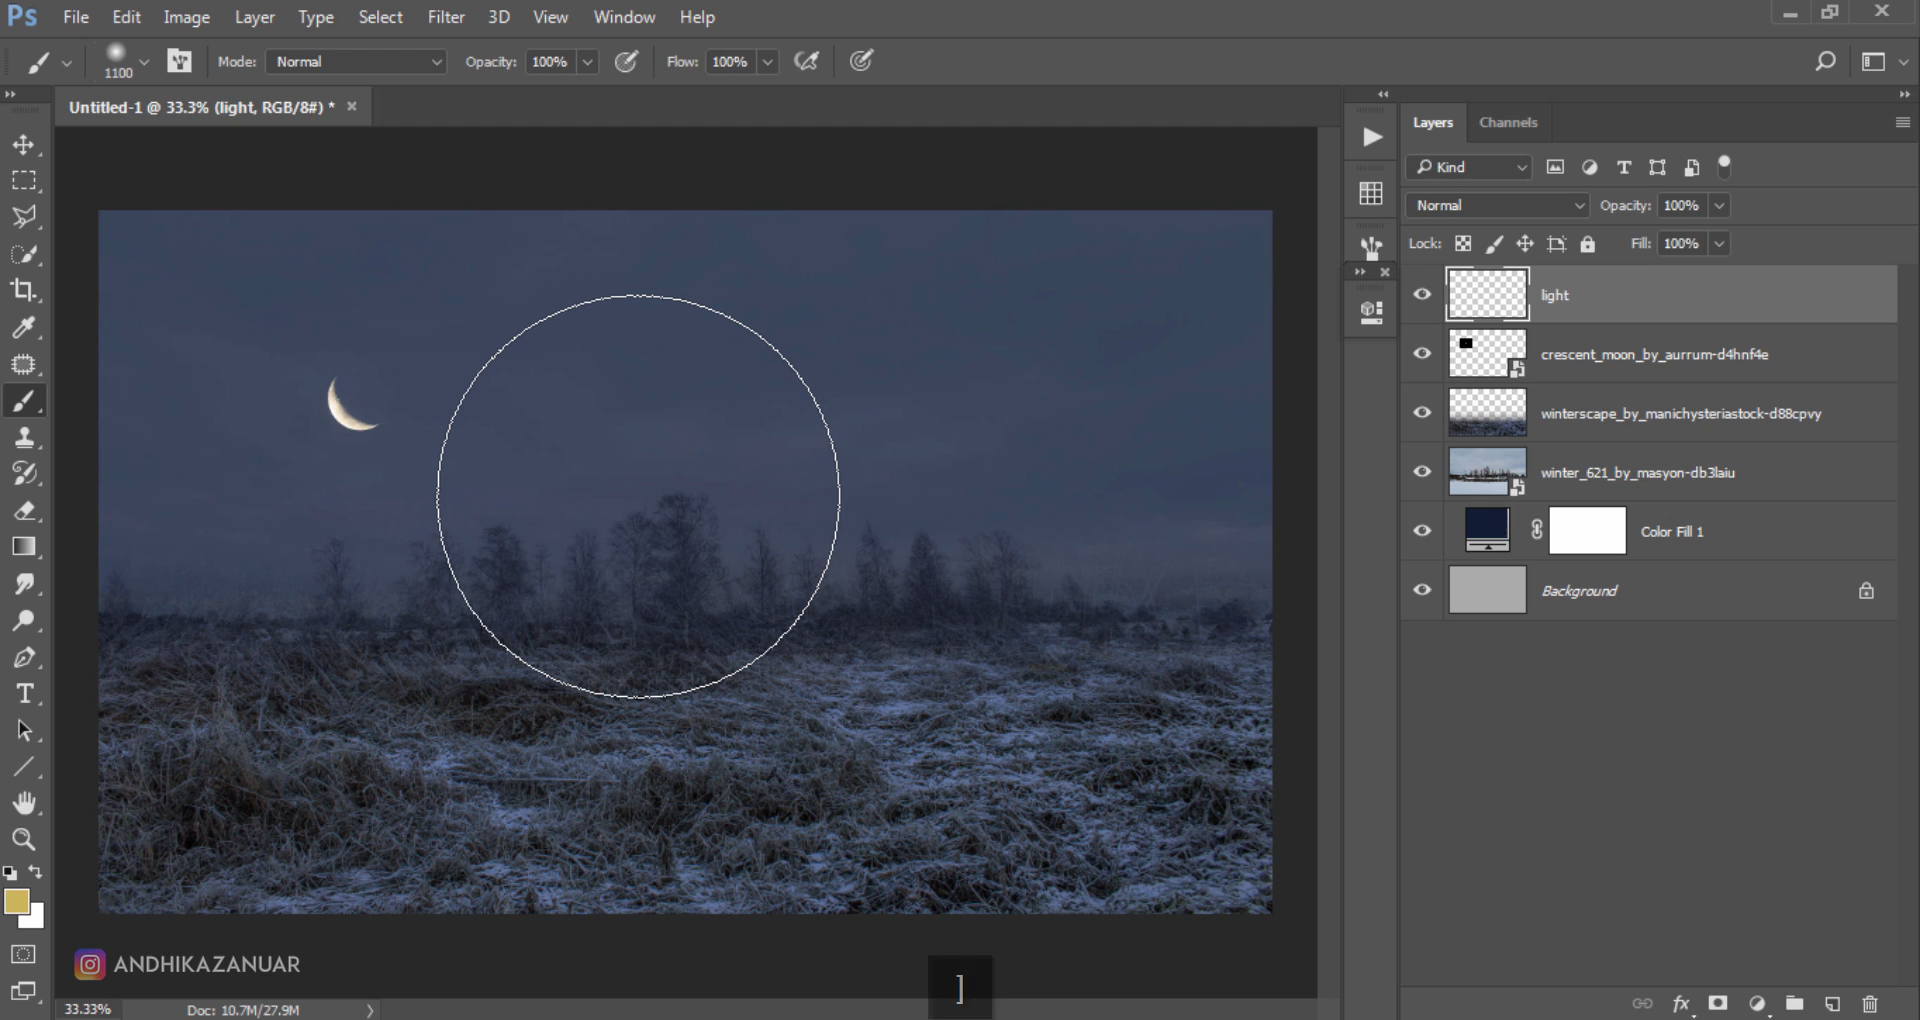 Ps File Edit Image Layer Type Select Filter 3D View Window Help
1100 Mode: Normal Opacity: 100% Flow: 100%
Untitled-1 @ 33.3% (light, RGB/8#) *
Layers Channels
Kind
Normal Opacity: 100%
Lock: Fill: 100%
light
crescent_moon_by_aurrum-d4hnf4e
winterscape_by_manichysteriastock-d88cpvy
winter_621_by_masyon-db3laiu
Color Fill 1
Background
ANDHIKAZANUAR
]
33.33% Doc: 10.7M/27.9M
fx